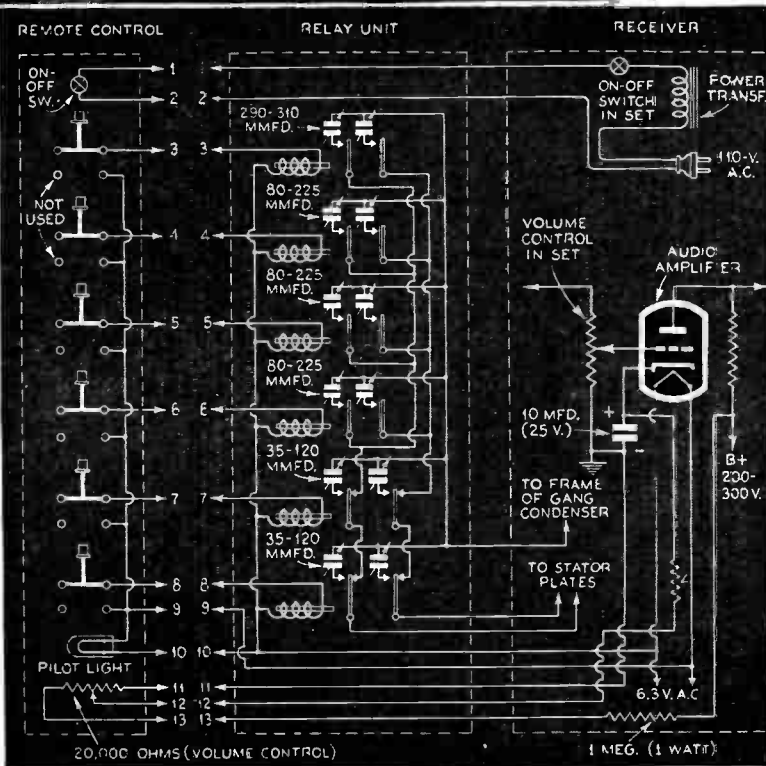 REMOTE CONTROL
RELAY UNIT
RECEIVER
ON-
OFF
SW.
1
2
3
4
5
6
7
8
9
10
11
12
13
NOT
USED
PILOT LIGHT
20,000 OHMS (VOLUME CONTROL)
1
2
3
4
5
6
7
8
9
10
11
12
13
290-310
MMFD.
80-225
MMFD.
80-225
MMFD.
80-225
MMFD.
35-120
MMFD.
35-120
MMFD.
ON-OFF
SWITCH
IN SET
POWER
TRANSF.
110-V.
A.C.
VOLUME
CONTROL
IN SET
AUDIO
AMPLIFIER
10 MFD.
(25 V.)
+
-
B+
200-
300 V.
TO FRAME
OF GANG
CONDENSER
TO STATOR
PLATES
6.3 V. A.C
1 MEG. (1 WATT)